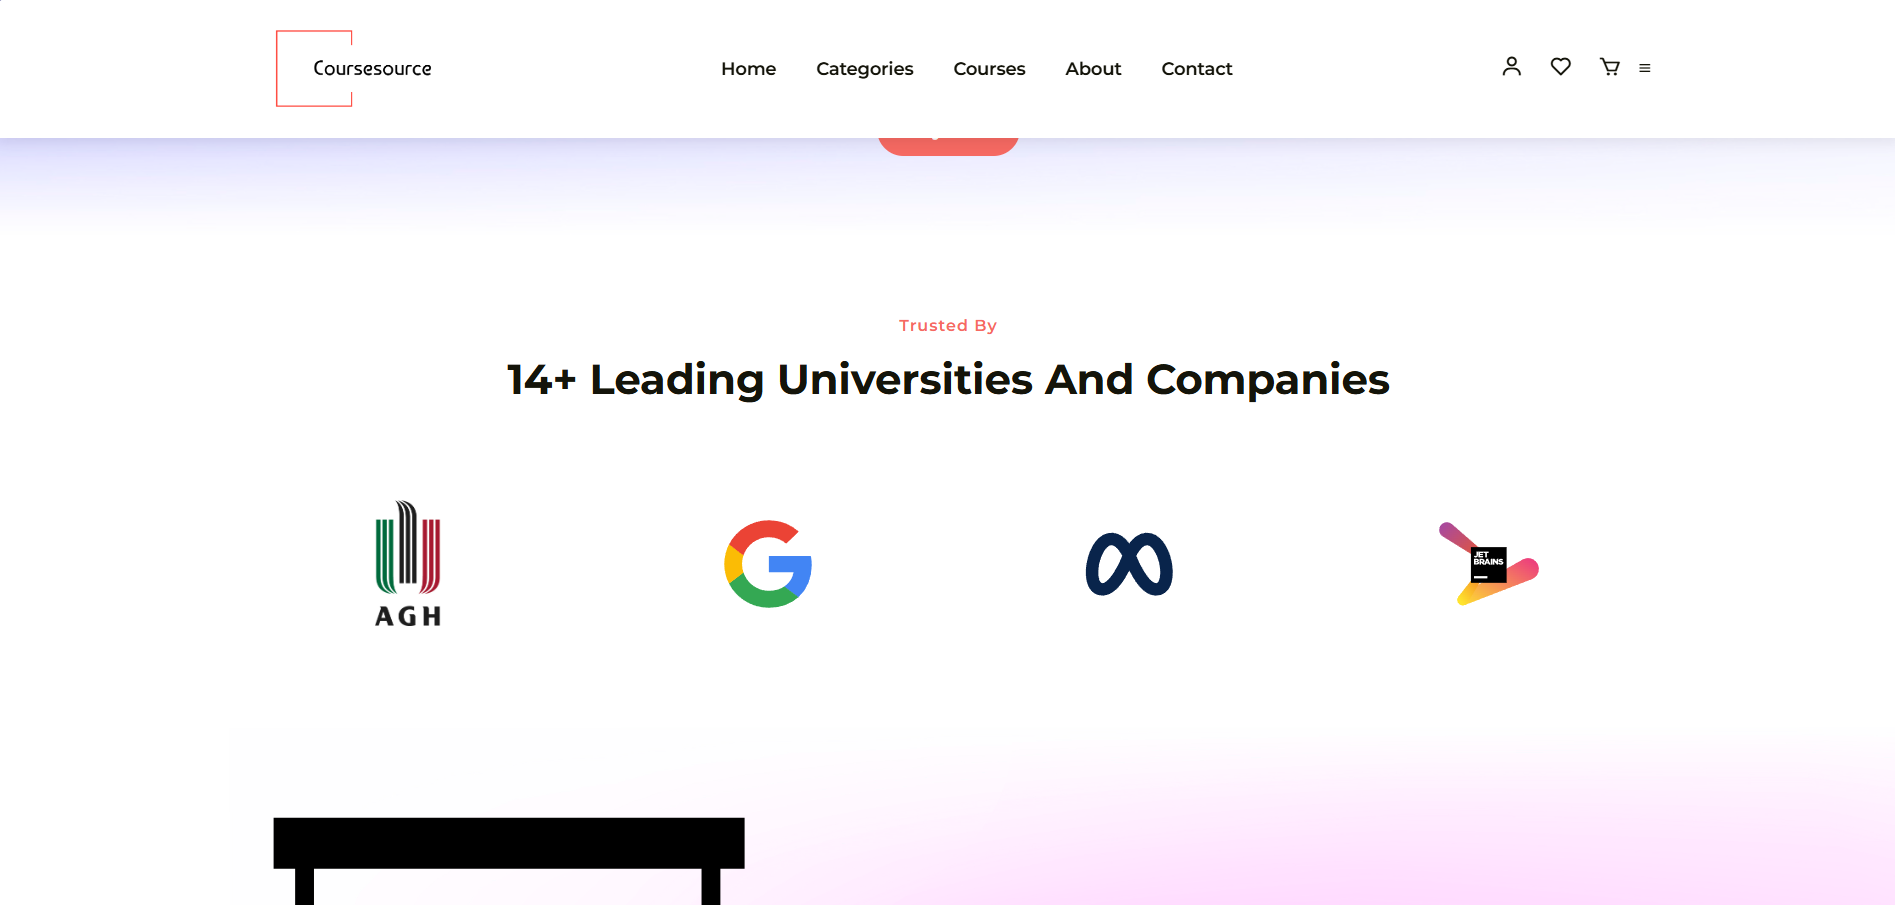 Coursesource
Home Categories Courses About Contact
Trusted By
14+ Leading Universities And Companies
AGH
JET
BRAINS